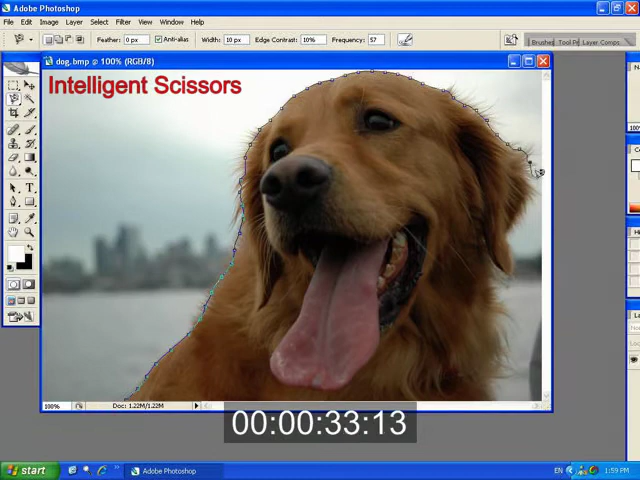 Adobe Photoshop
File Edit Image Layer Select Filter View Window Help
Feather: 0 px Anti-alias Width: 10 px Edge Contrast: 10% Frequency: 57
Brushes Tool Pr Layer Comps
dog.bmp @ 100% (RGB/8)
Intelligent Scissors
100% Doc: 1.22M/1.22M
00:00:33:13
start Adobe Photoshop EN 1:59 PM